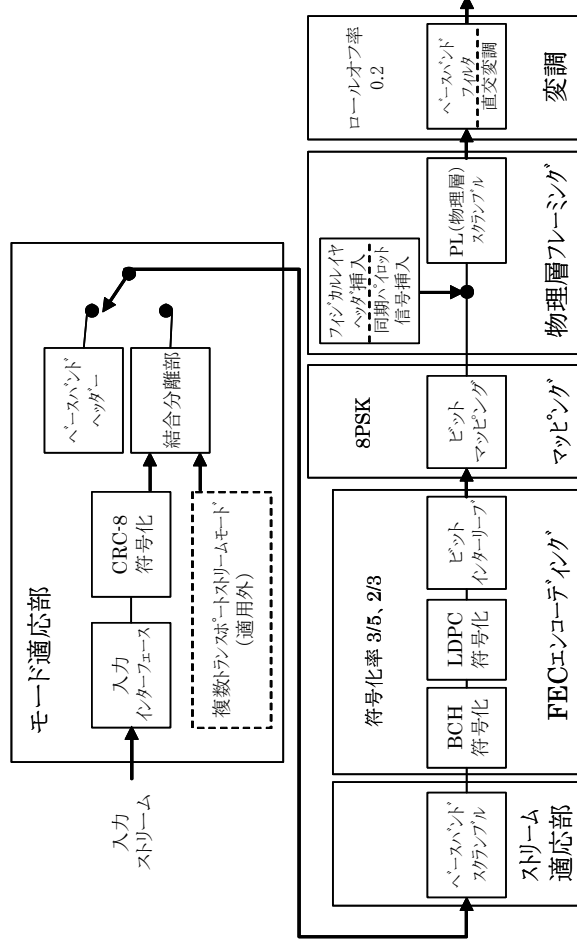 モード適応部
入力
ストリーム
入力
インターフェース
CRC-8
符号化
複数トランスポートストリームモード
(適用外)
ベースバンド
ヘッダー
結合分離部
ベースバンド
スクランブル
ストリーム
適応部
符号化率 3/5、2/3
BCH
符号化
LDPC
符号化
ビット
インターリーブ
FECエンコーディング
8PSK
ビット
マッピング
マッピング
フィジカルレイヤ
ヘッダ挿入
同期パイロット
信号挿入
PL(物理層)
スクランブル
物理層フレーミング
ロールオフ率
0.2
ベースバンド
フィルタ
直交変調
変調